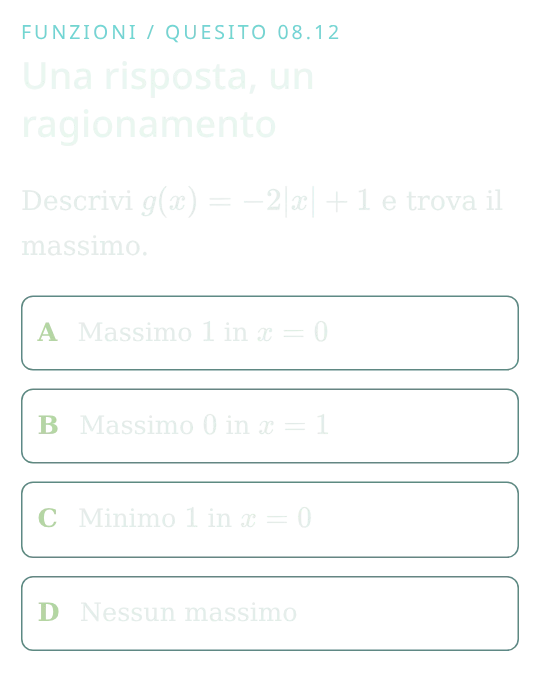 FUNZIONI / QUESITO 08.12
Una risposta, un
ragionamento
Descrivi g(x) = −2|x| + 1 e trova il
massimo.
A Massimo 1 in x = 0
B Massimo 0 in x = 1
C Minimo 1 in x = 0
D Nessun massimo